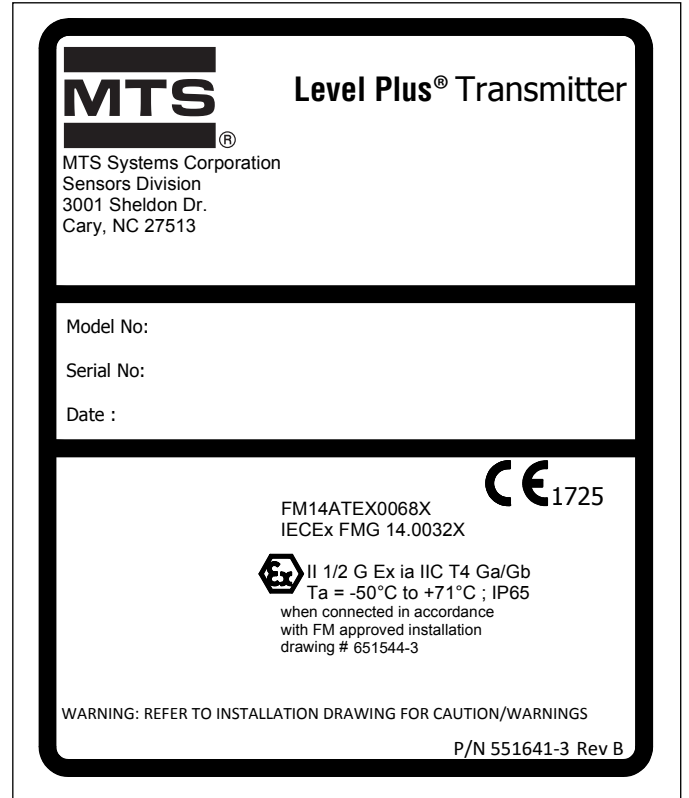 MTS
®
Level Plus® Transmitter
MTS Systems Corporation
Sensors Division
3001 Sheldon Dr.
Cary, NC 27513
Model No:
Serial No:
Date :
CE 1725
FM14ATEX0068X
IECEx FMG 14.0032X
Ex II 1/2 G Ex ia IIC T4 Ga/Gb
Ta = -50°C to +71°C ; IP65
when connected in accordance
with FM approved installation
drawing # 651544-3
WARNING: REFER TO INSTALLATION DRAWING FOR CAUTION/WARNINGS
P/N 551641-3 Rev B